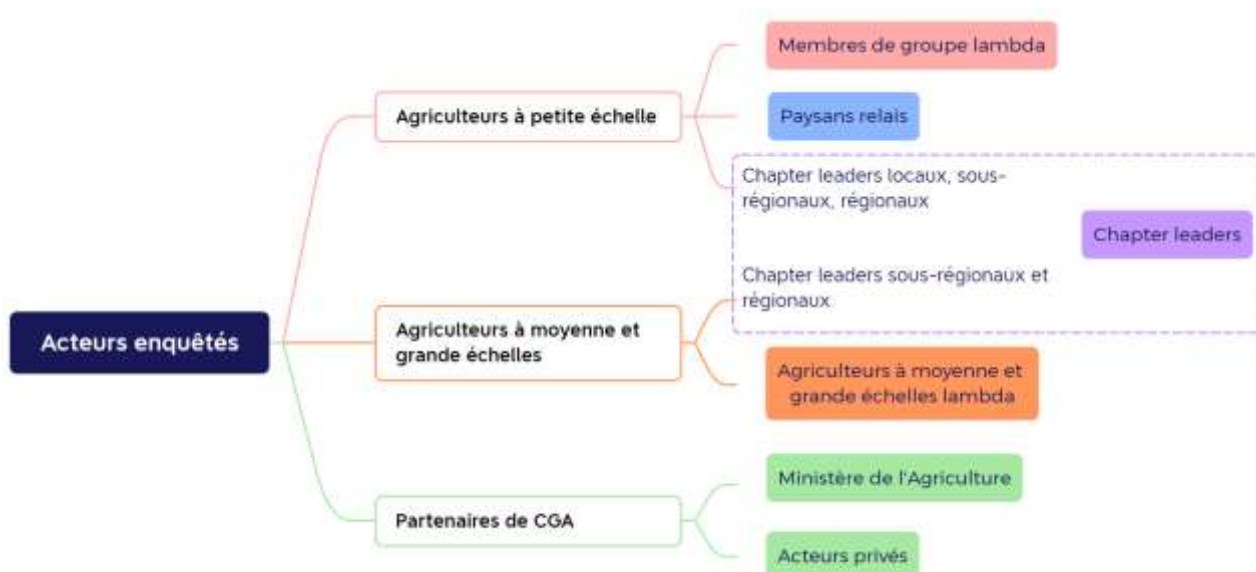 Acteurs enquêtés
Agriculteurs à petite échelle
Membres de groupe lambda
Paysans relais
Chapter leaders locaux, sous-
régionaux, régionaux
Chapter leaders
Chapter leaders sous-régionaux et
régionaux
Agriculteurs à moyenne et
grande échelles
Agriculteurs à moyenne et
grande échelles lambda
Partenaires de CGA
Ministère de l'Agriculture
Acteurs privés